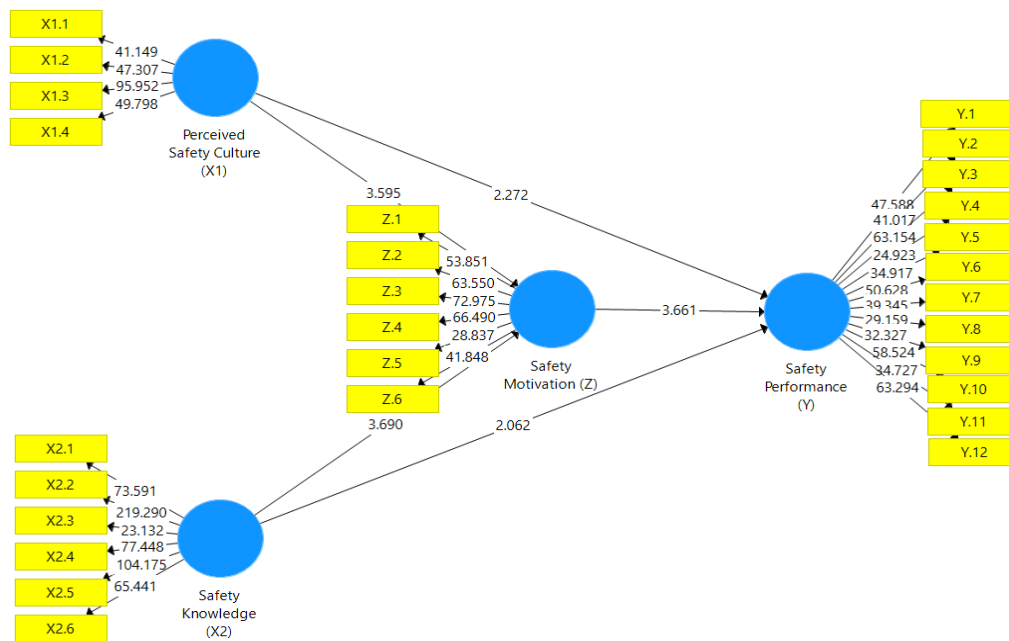 X1.1
X1.2
X1.3
X1.4
41.149
47.307
95.952
49.798
Perceived
Safety Culture
(X1)
3.595
2.272
Z.1
Z.2
Z.3
Z.4
Z.5
Z.6
53.851
63.550
72.975
66.490
28.837
41.848
Safety
Motivation (Z)
3.661
3.690
2.062
X2.1
X2.2
X2.3
X2.4
X2.5
X2.6
73.591
219.290
23.132
77.448
104.175
65.441
Safety
Knowledge
(X2)
Y.1
Y.2
Y.3
Y.4
Y.5
Y.6
Y.7
Y.8
Y.9
Y.10
Y.11
Y.12
47.588
41.017
63.154
24.923
34.917
50.628
39.345
29.159
32.327
58.524
34.727
63.294
Safety
Performance
(Y)